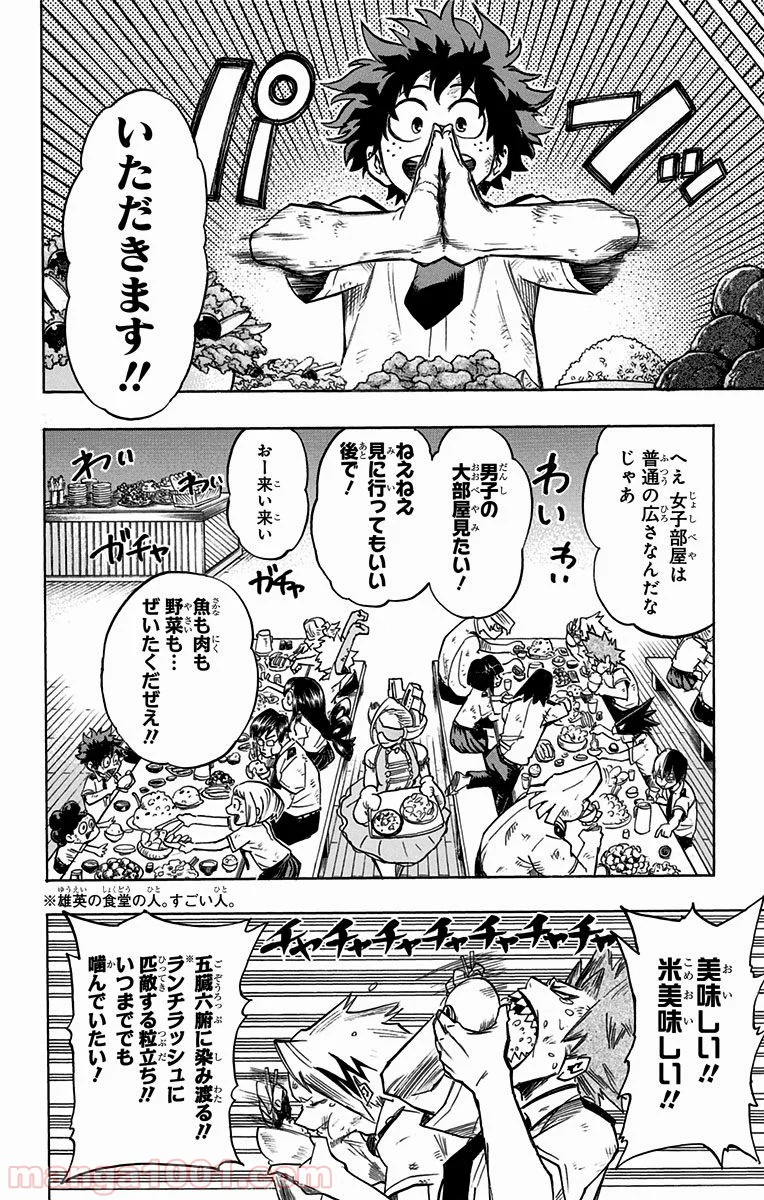 パンッ
いただきます!!
へえ 女子部屋は
普通の広さなんだな
じゃあ
男子の
大部屋見たい!
ねえねえ
見に行ってもいい
後で!
おー来い来い
わい
わい
わぃ
わぃ
ガチャ
ガチャ
魚も肉も
野菜も…
ぜいたくだぜえ!!
※雄英の食堂の人。すごい人。
美味しい!!
米美味しい!!
チャチャチャチャチャチャチャ
五臓六腑に染み渡る!!
※ランチラッシュに
匹敵する粒立ち!!
いつまででも
噛んでいたい!
manga1001.com